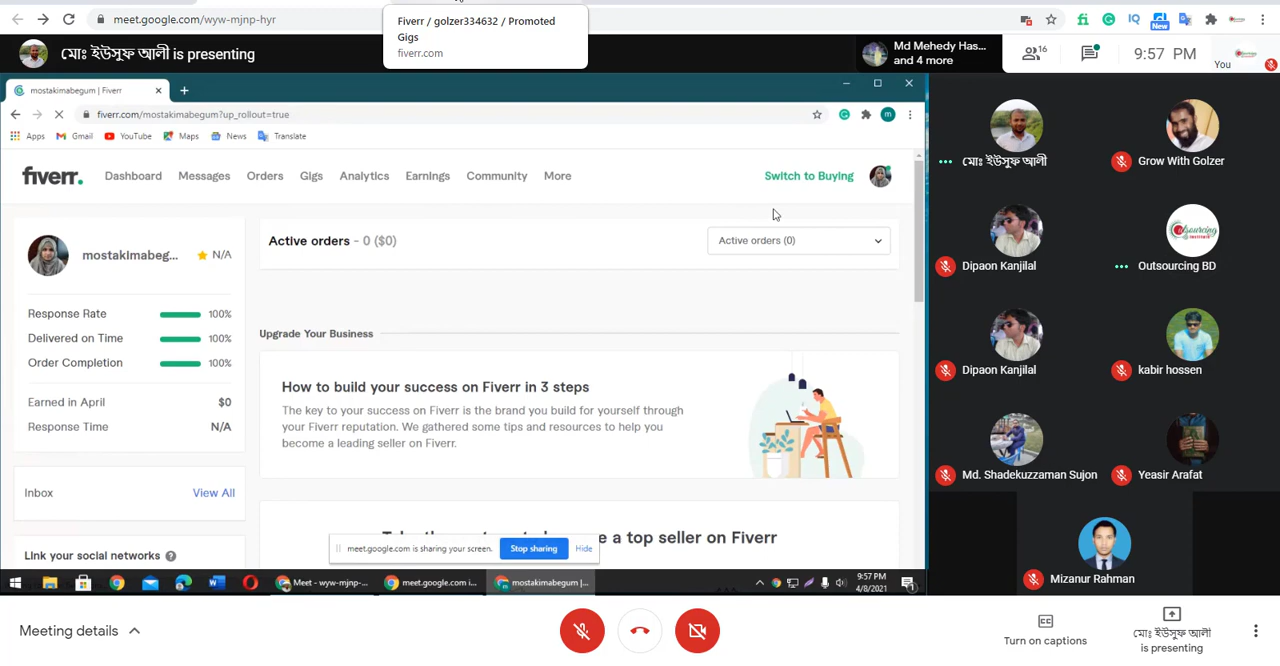 meet.google.com/wyw-mjnp-hyr
Fiverr / golzer334632 / Promoted
Gigs
fiverr.com
New
মোঃ ইউসুফ আলী is presenting
Md Mehedy Has...
and 4 more
16
9:57 PM
You
mostakimabegum | Fiverr
fiverr.com/mostakimabegum?up_rollout=true
Apps
Gmail
YouTube
Maps
News
Translate
fiverr.
Dashboard
Messages
Orders
Gigs
Analytics
Earnings
Community
More
Switch to Buying
mostakimabeg...
N/A
Response Rate
100%
Delivered on Time
100%
Order Completion
100%
Earned in April
$0
Response Time
N/A
Inbox
View All
Link your social networks
Active orders - 0 ($0)
Active orders (0)
Upgrade Your Business
How to build your success on Fiverr in 3 steps
The key to your success on Fiverr is the brand you build for yourself through
your Fiverr reputation. We gathered some tips and resources to help you
become a leading seller on Fiverr.
e a top seller on Fiverr
meet.google.com is sharing your screen.
Stop sharing
Hide
Meet - wyw-mjnp-...
meet.google.com i...
mostakimabegum |...
9:57 PM
4/8/2021
মোঃ ইউসুফ আলী
Grow With Golzer
Dipaon Kanjilal
Outsourcing BD
Dipaon Kanjilal
kabir hossen
Md. Shadekuzzaman Sujon
Yeasir Arafat
Mizanur Rahman
Meeting details
Turn on captions
মোঃ ইউসুফ আলী
is presenting